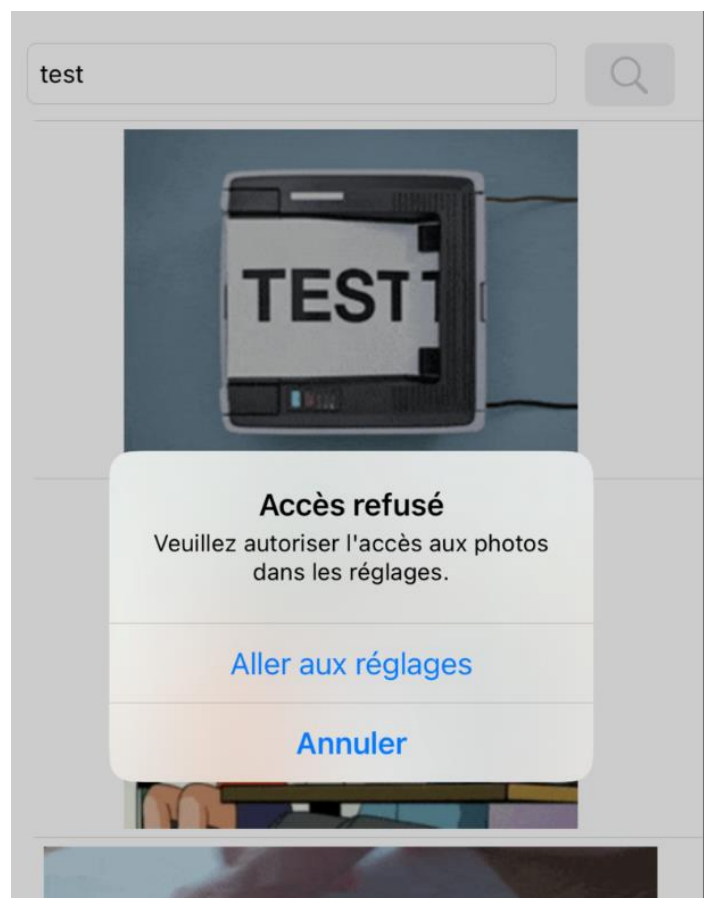 test
TEST T
Accès refusé
Veuillez autoriser l'accès aux photos
dans les réglages.
Aller aux réglages
Annuler